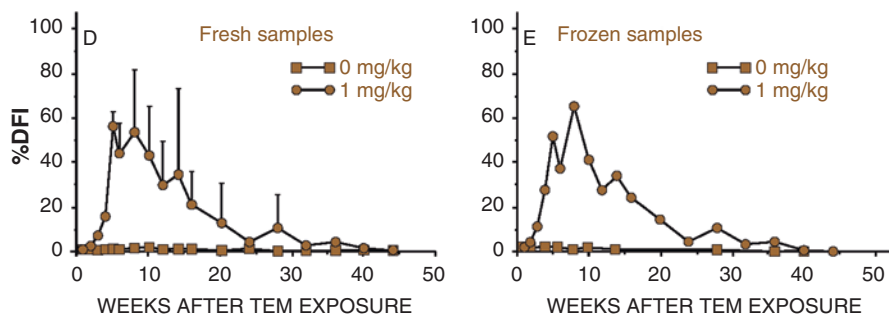 D Fresh samples
0 mg/kg
1 mg/kg
%DFI
100
80
60
40
20
0
0 10 20 30 40 50
WEEKS AFTER TEM EXPOSURE
E Frozen samples
0 mg/kg
1 mg/kg
100
80
60
40
20
0
0 10 20 30 40 50
WEEKS AFTER TEM EXPOSURE